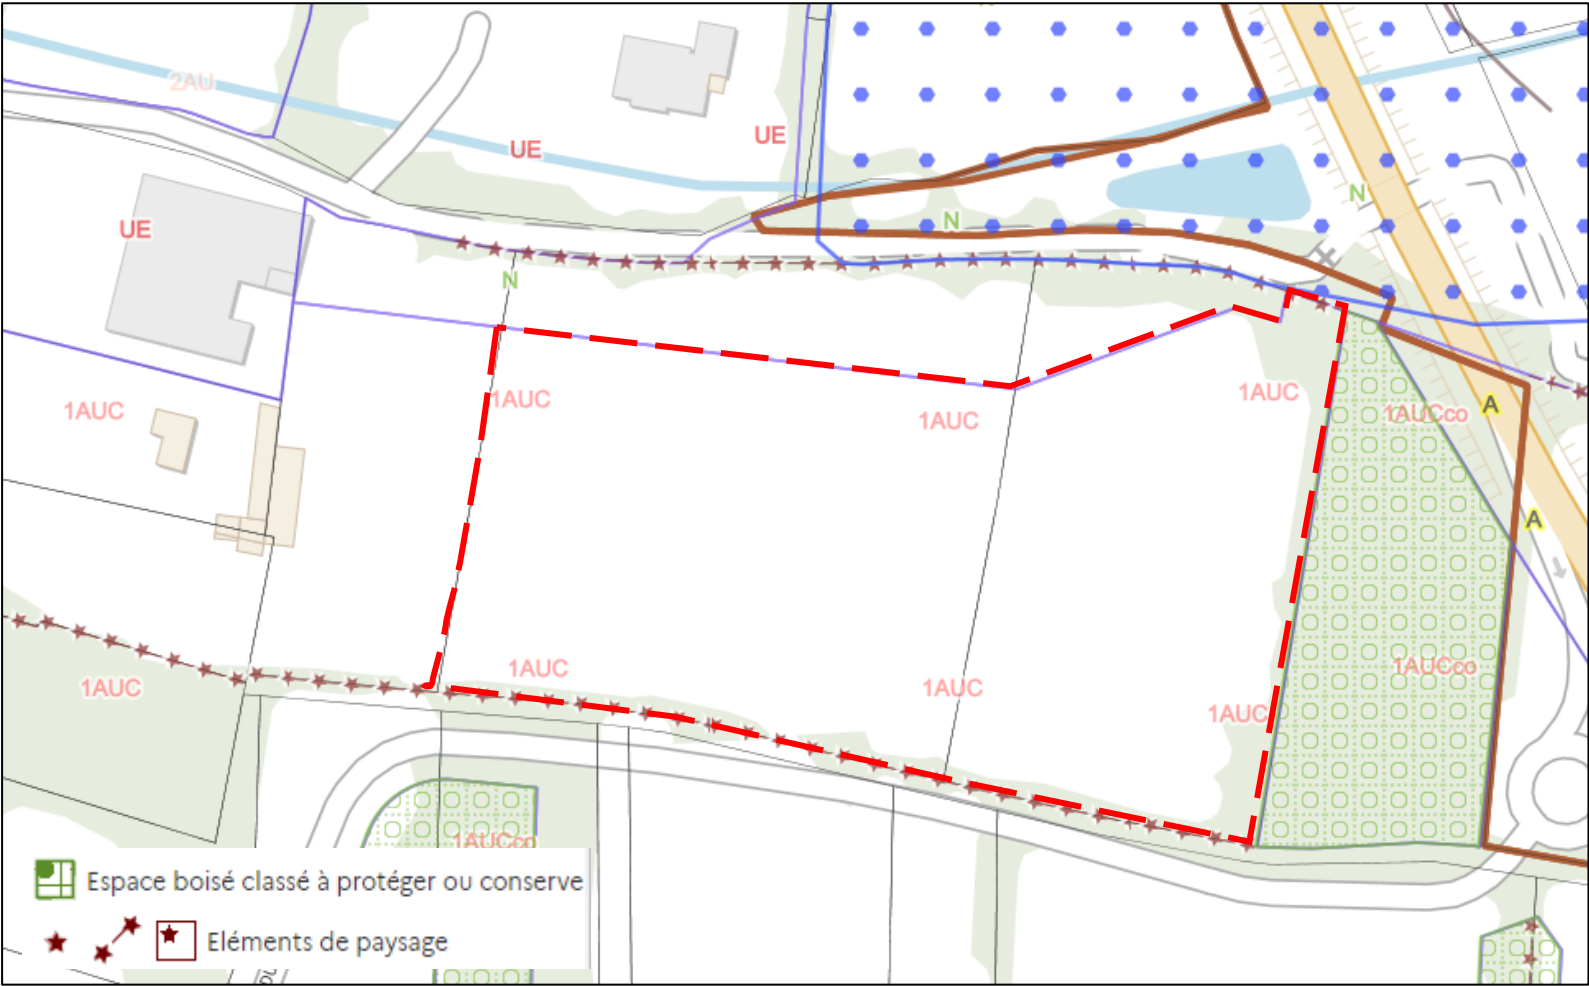 2AU
UE
UE
N
N
UE
N
1AUC
1AUC
1AUC
1AUC
1AUCco
A
A
1AUC
1AUC
1AUC
1AUC
1AUCco
1AUCco
Espace boisé classé à protéger ou conserve
Eléments de paysage